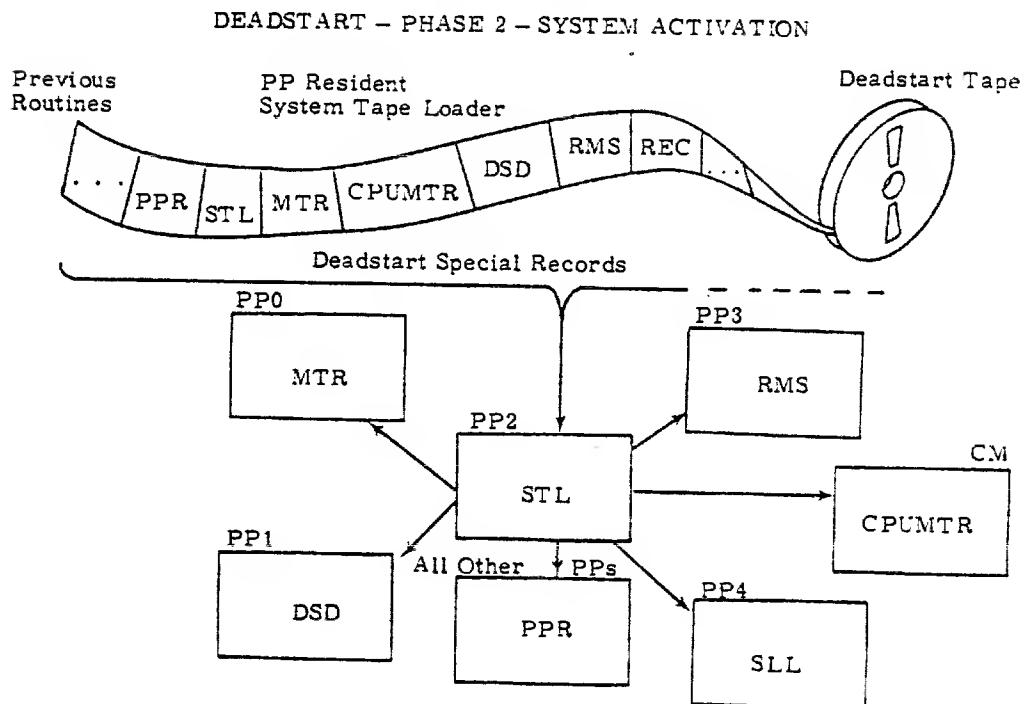 DEADSTART – PHASE 2 – SYSTEM ACTIVATION
Previous
Routines
PP Resident
System Tape Loader
Deadstart Tape
...
PPR
STL
MTR
CPUMTR
DSD
RMS
REC
...
Deadstart Special Records
PP0
MTR
PP3
RMS
PP2
STL
CM
CPUMTR
PP1
DSD
All Other PPs
PPR
PP4
SLL